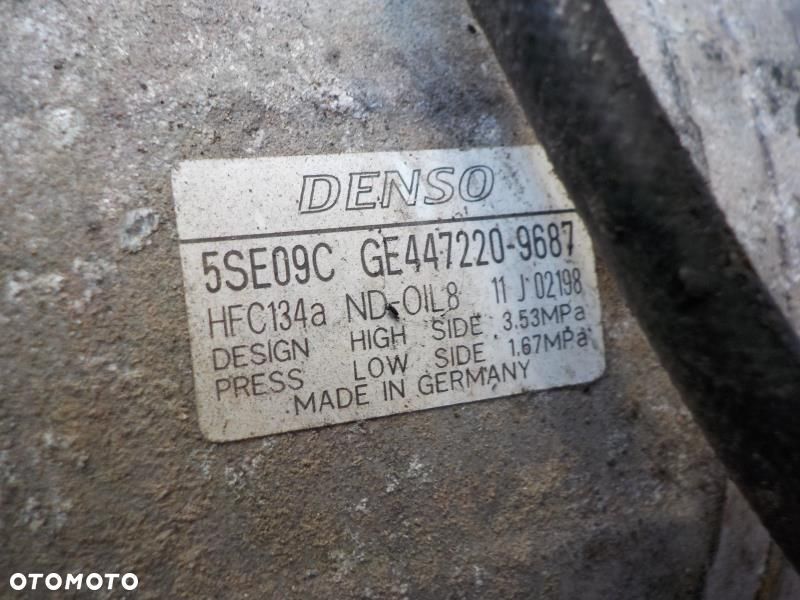 DENSO
5SE09C GE447220-9687
HFC134a ND-OIL8 11 J 02198
DESIGN HIGH SIDE 3.53MPa
PRESS LOW SIDE 1.67MPa
MADE IN GERMANY
OTOMOTO